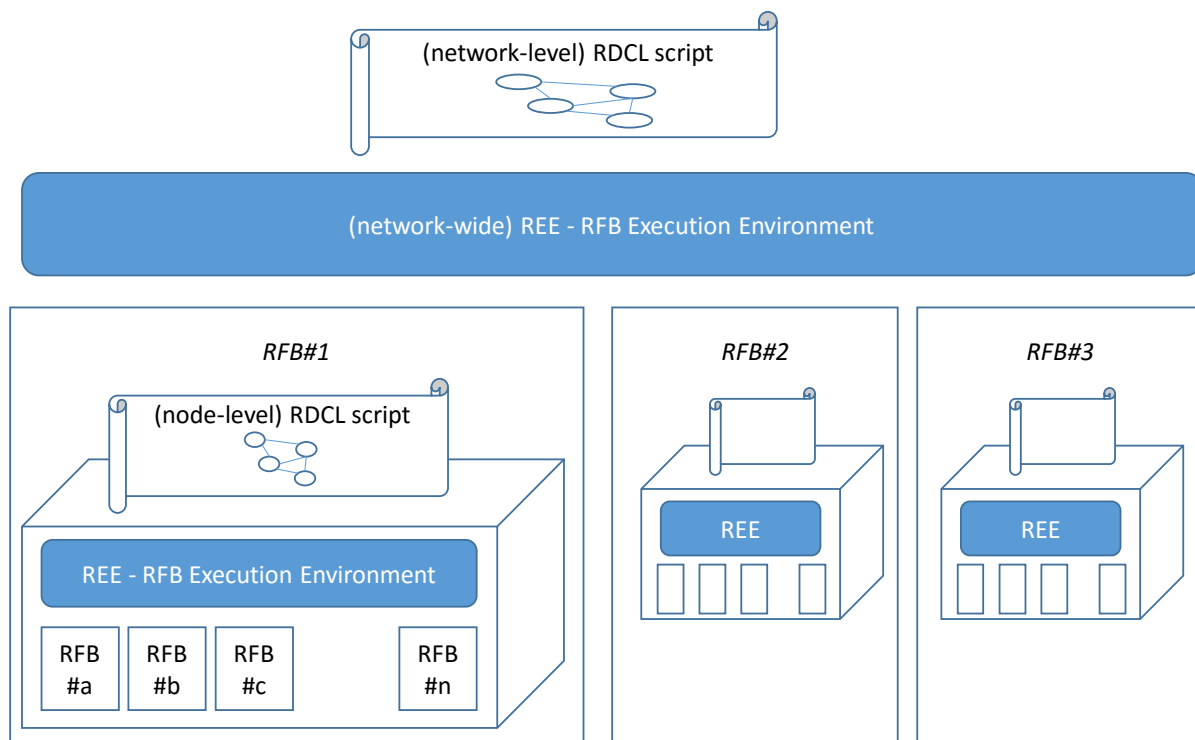 (network-level) RDCL script
(network-wide) REE - RFB Execution Environment
RFB#1
(node-level) RDCL script
REE - RFB Execution Environment
RFB
#a
RFB
#b
RFB
#c
RFB
#n
RFB#2
REE
RFB#3
REE